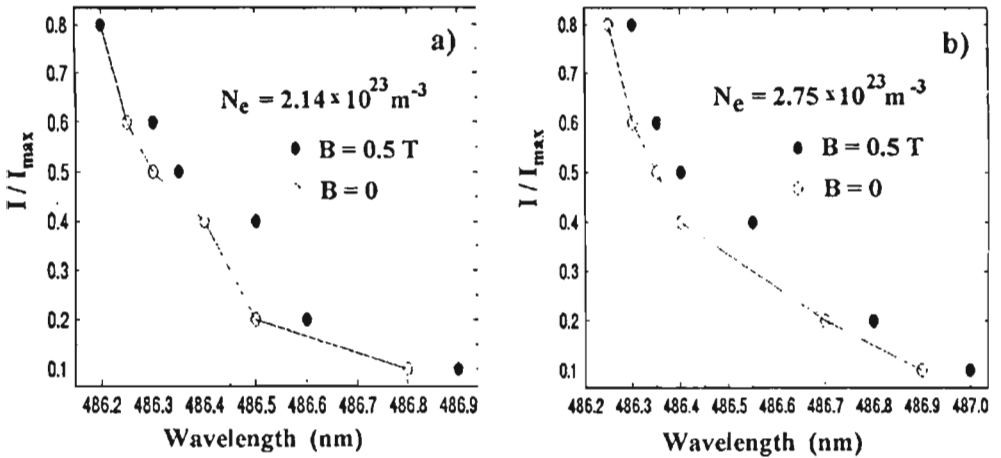 a)
N_e = 2.14 x 10^23 m^-3
B = 0.5 T
B = 0
I / I_max
0.8
0.7
0.6
0.5
0.4
0.3
0.2
0.1
486.2 486.3 486.4 486.5 486.6 486.7 486.8 486.9
Wavelength (nm)
b)
N_e = 2.75 x 10^23 m^-3
B = 0.5 T
B = 0
I / I_max
0.8
0.7
0.6
0.5
0.4
0.3
0.2
0.1
486.2 486.3 486.4 486.5 486.6 486.7 486.8 486.9 487.0
Wavelength (nm)